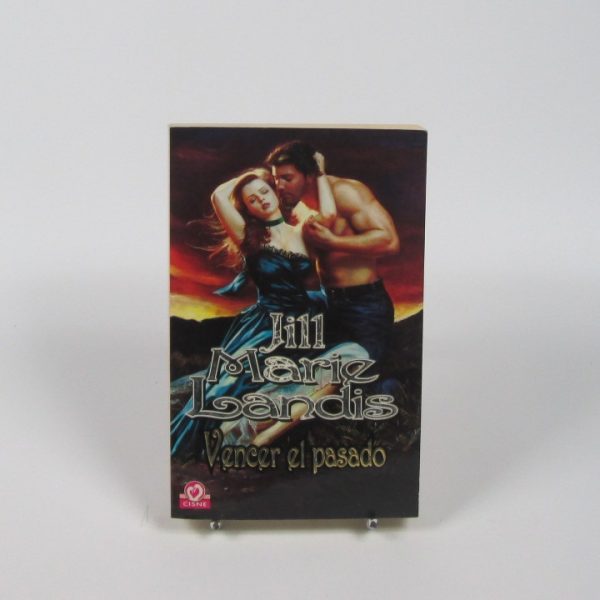 Jill
Marie
Landis
Vencer el pasado
CISNE